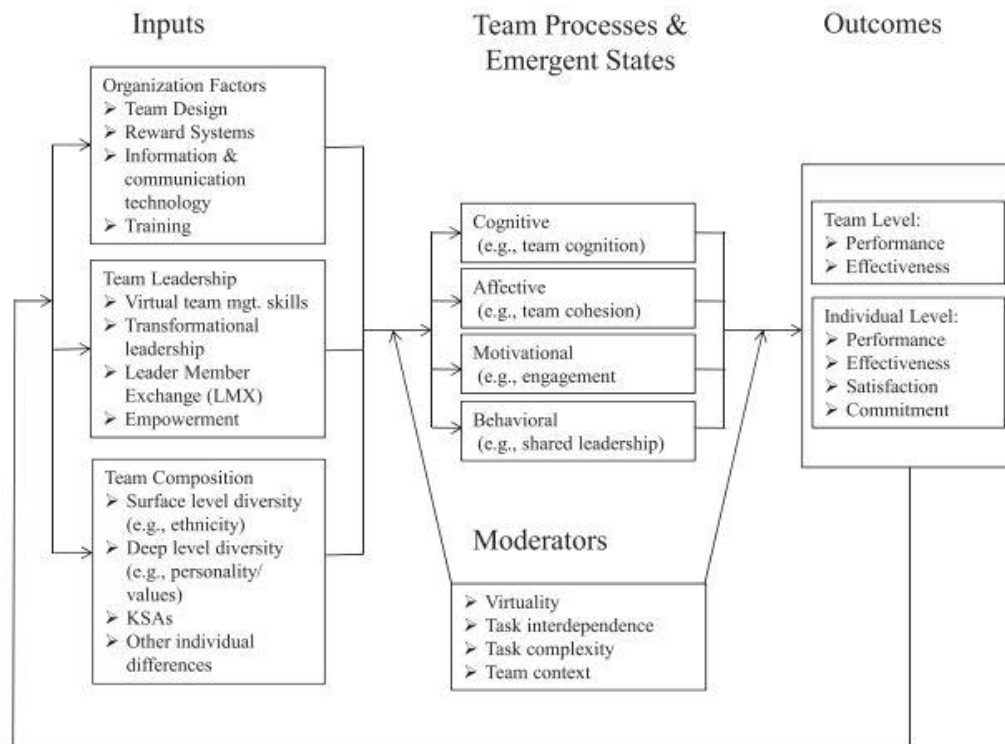 Inputs
Organization Factors
➢ Team Design
➢ Reward Systems
➢ Information &
communication
technology
➢ Training
Team Leadership
➢ Virtual team mgt. skills
➢ Transformational
leadership
➢ Leader Member
Exchange (LMX)
➢ Empowerment
Team Composition
➢ Surface level diversity
(e.g., ethnicity)
➢ Deep level diversity
(e.g., personality/
values)
➢ KSAs
➢ Other individual
differences
Team Processes &
Emergent States
Cognitive
(e.g., team cognition)
Affective
(e.g., team cohesion)
Motivational
(e.g., engagement
Behavioral
(e.g., shared leadership)
Moderators
➢ Virtuality
➢ Task interdependence
➢ Task complexity
➢ Team context
Outcomes
Team Level:
➢ Performance
➢ Effectiveness
Individual Level:
➢ Performance
➢ Effectiveness
➢ Satisfaction
➢ Commitment